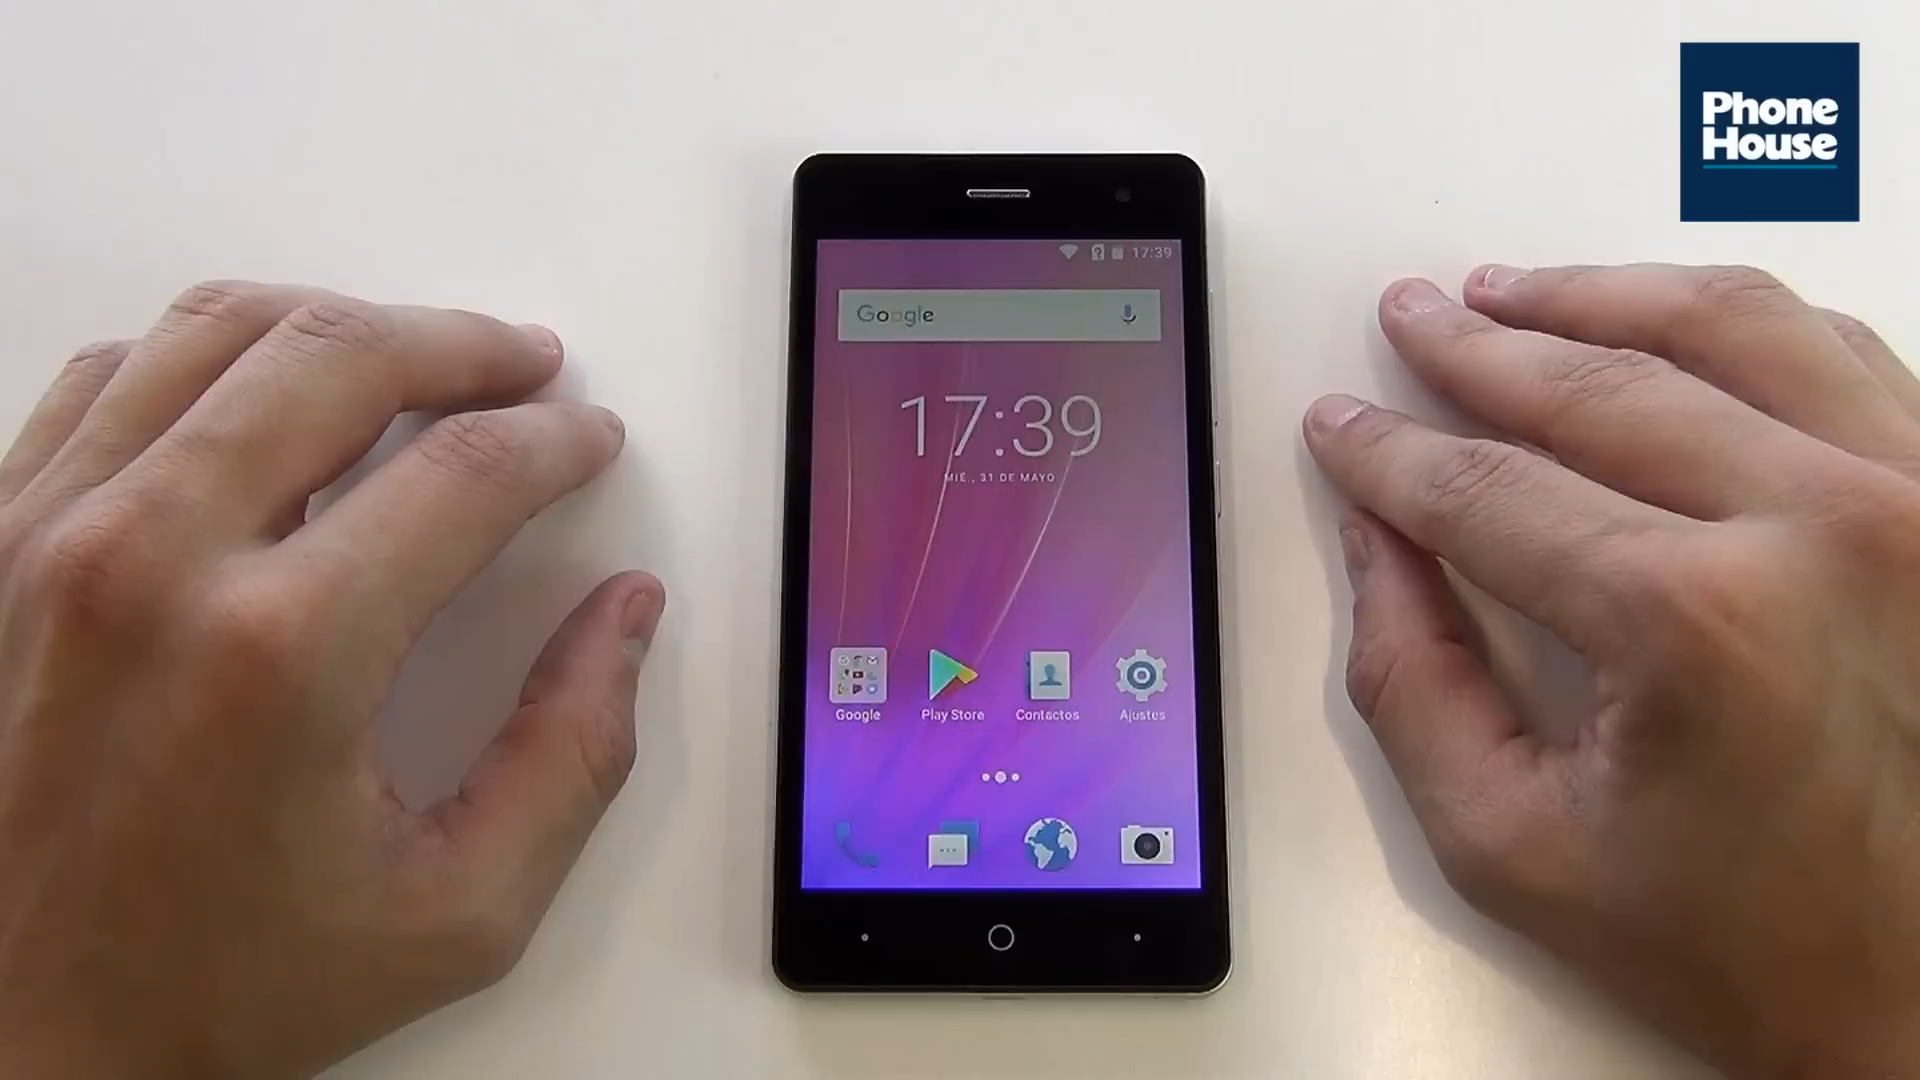 Phone
House
17:39
Google
17:39
MIÉ., 31 DE MAYO
Google
Play Store
Contactos
Ajustes